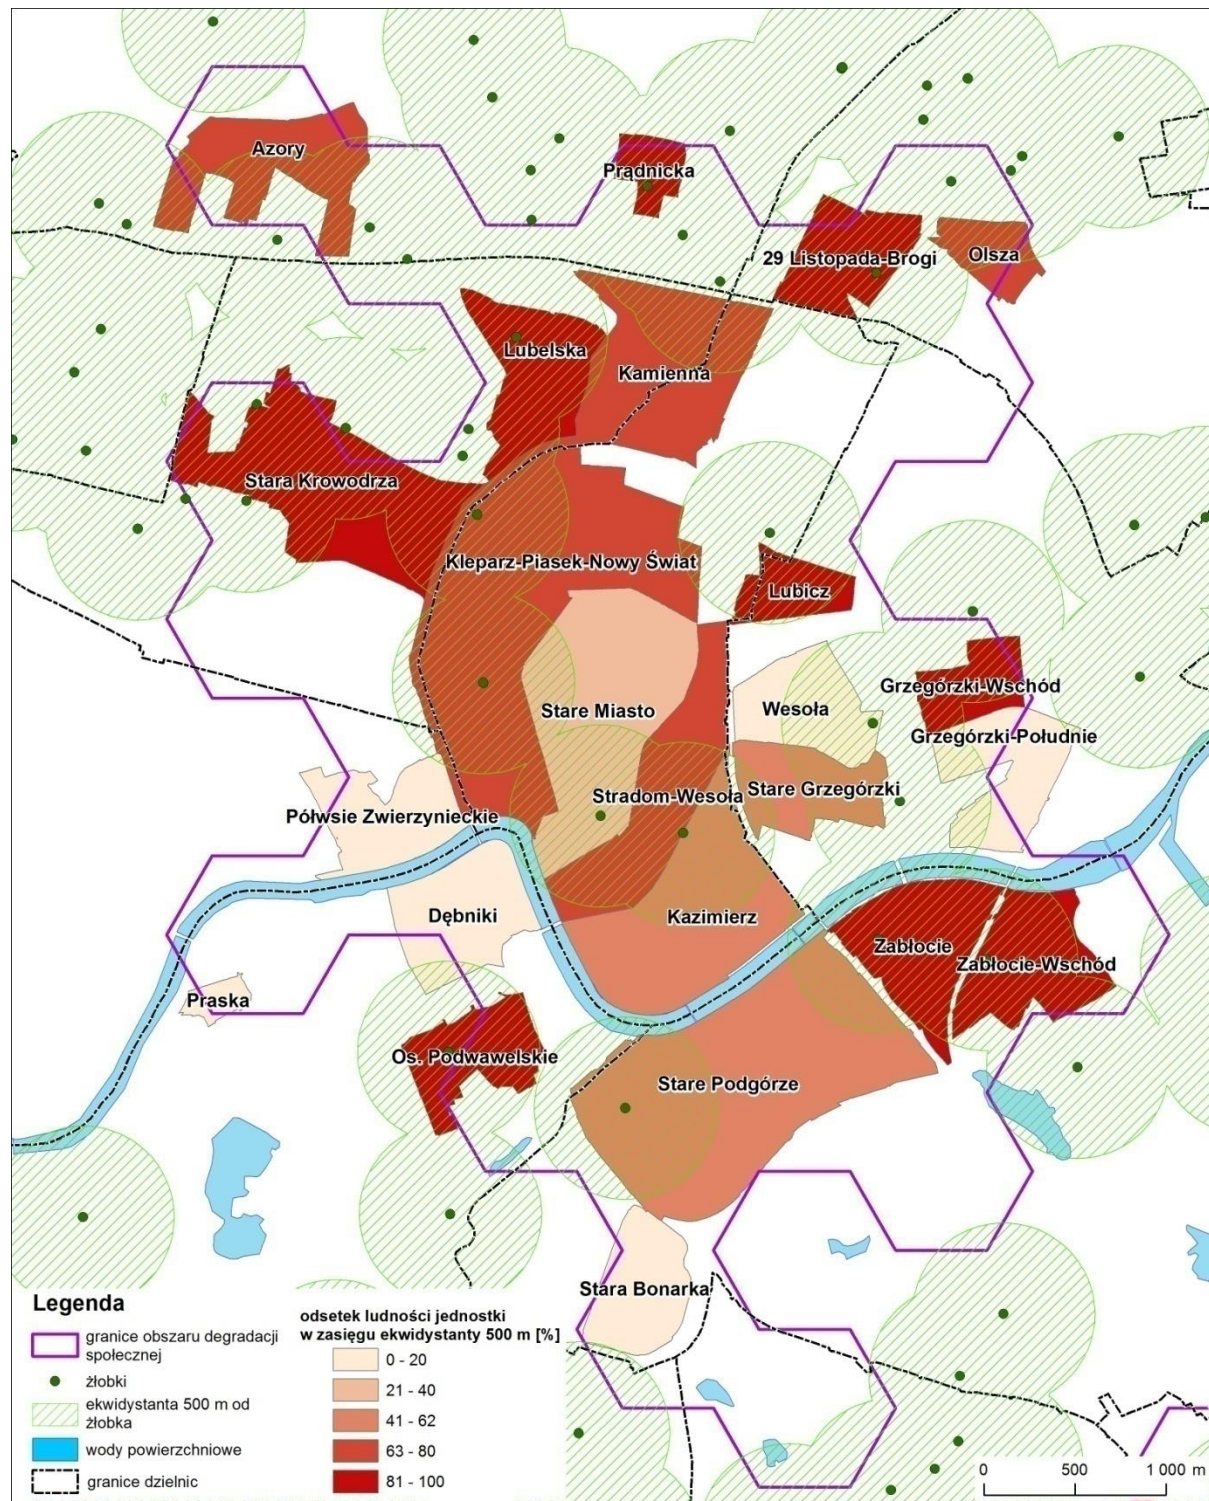 Azory
Prądnicka
29 Listopada-Brogi
Olsza
Lubelska
Kamienna
Stara Krowodrza
Kleparz-Piasek-Nowy Świat
Lubicz
Grzegórzki-Wschód
Stare Miasto
Wesoła
Grzegórzki-Południe
Stradom-Wesoła
Stare Grzegórzki
Półwsie Zwierzynieckie
Dębniki
Kazimierz
Zabłocie
Zabłocie-Wschód
Praska
Os. Podwawelskie
Stare Podgórze
Stara Bonarka
Legenda
granice obszaru degradacji
społecznej
żłobki
ekwidystanta 500 m od
żłobka
wody powierzchniowe
granice dzielnic
odsetek ludności jednostki
w zasięgu ekwidystanty 500 m [%]
0 - 20
21 - 40
41 - 62
63 - 80
81 - 100
0 500 1 000 m